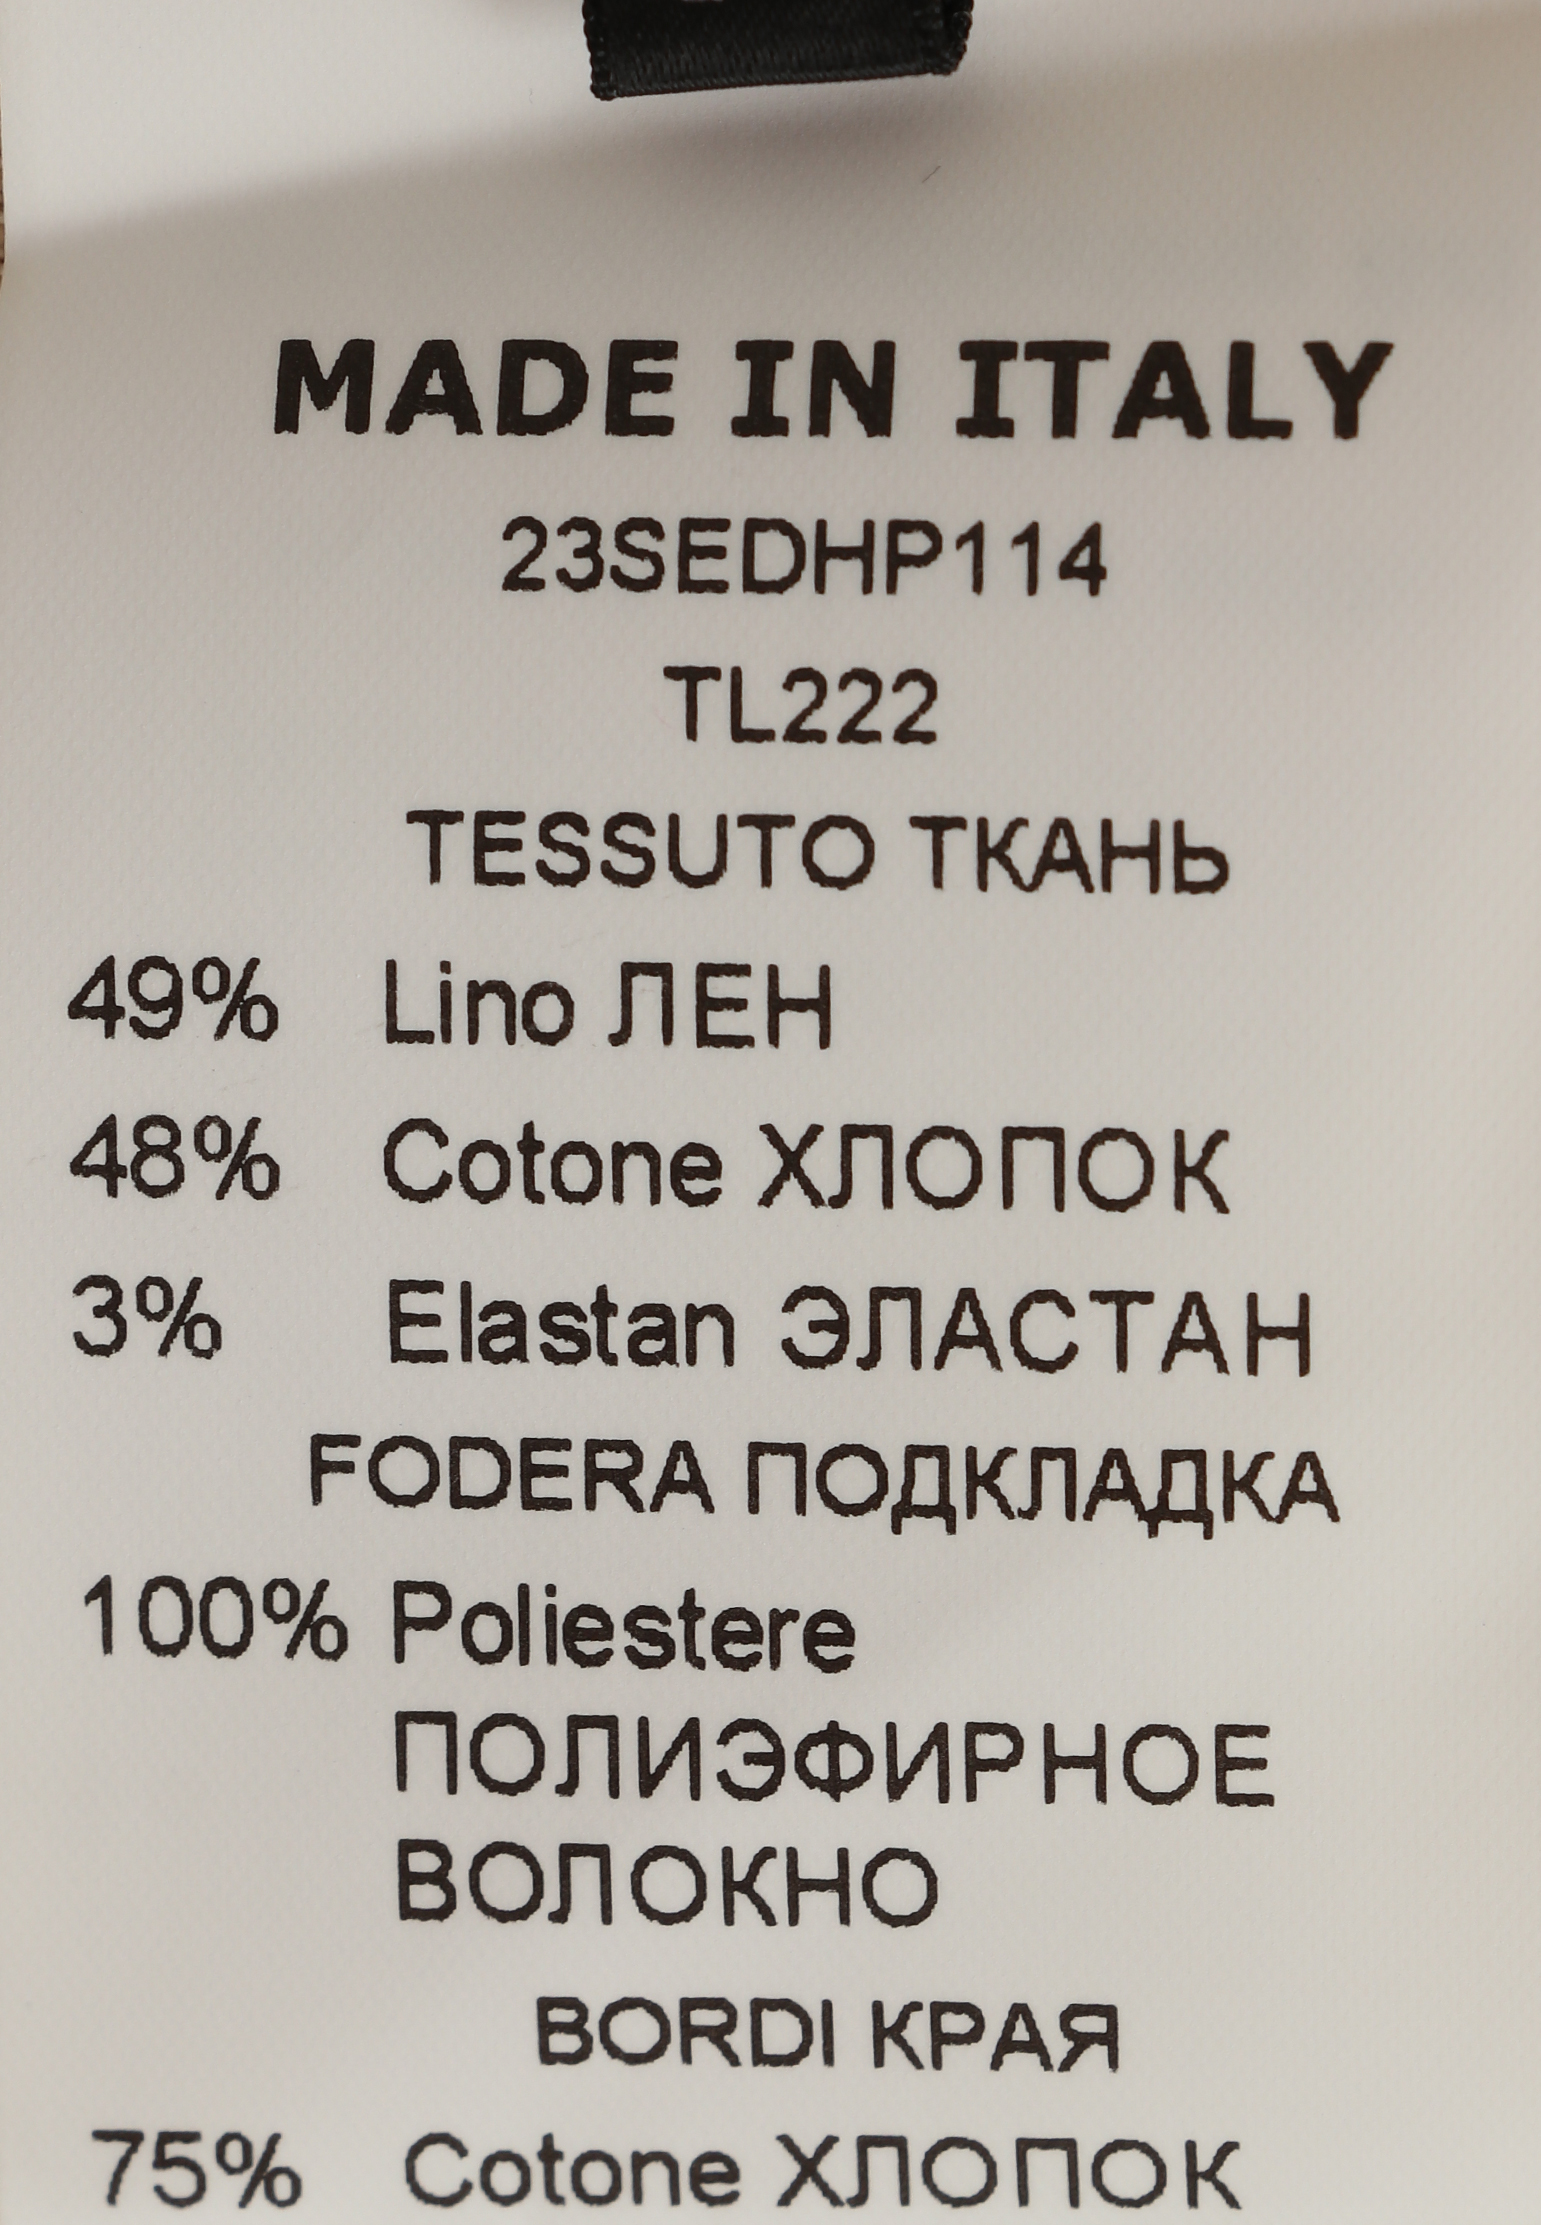 MADE IN ITALY
23SEDHP114
TL222
TESSUTO ТКАНЬ
49% Lino ЛЕН
48% Cotone ХЛОПОК
3% Elastan ЭЛАСТАН
FODERA ПОДКЛАДКА
100% Poliestere
ПОЛИЭФИРНОЕ
ВОЛОКНО
BORDI КРАЯ
75% Cotone ХЛОПОК